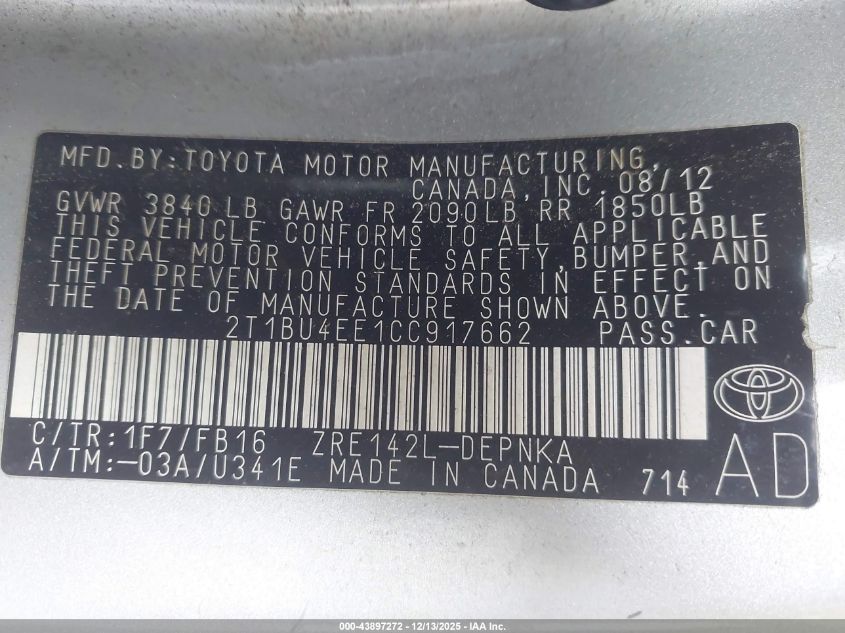 MFD.BY:TOYOTA MOTOR MANUFACTURING,
CANADA,INC.08/12
GVWR 3840 LB GAWR FR 2090LB RR 1850LB
THIS VEHICLE CONFORMS TO ALL APPLICABLE
FEDERAL MOTOR VEHICLE SAFETY,BUMPER,AND
THEFT PREVENTION STANDARDS IN EFFECT ON
THE DATE OF MANUFACTURE SHOWN ABOVE.
2T1BU4EE1CC917662 PASS.CAR
C/TR:1F7/FB16 ZRE142L-DEPNKA
A/TM:-03A/U341E MADE IN CANADA 714
AD
000-43897272 | 12/13/2025 - IAA Inc.